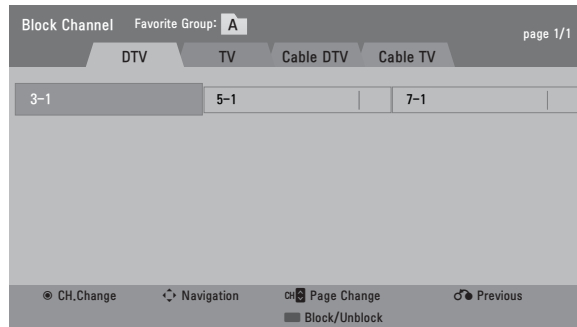 Block Channel Favorite Group: A page 1/1
DTV TV Cable DTV Cable TV
3-1 5-1 7-1
CH.Change Navigation CH Page Change Previous
Block/Unblock